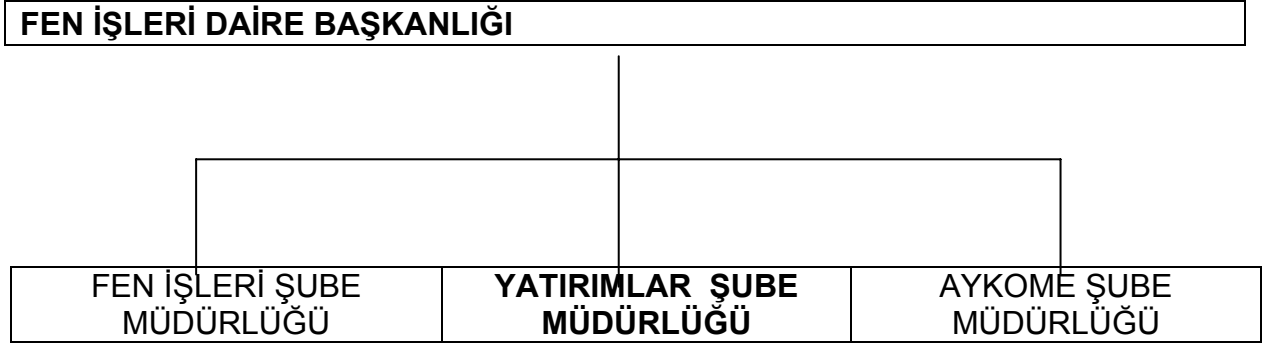 FEN İŞLERİ DAİRE BAŞKANLIĞI
FEN İŞLERİ ŞUBE
MÜDÜRLÜĞÜ
YATIRIMLAR ŞUBE
MÜDÜRLÜĞÜ
AYKOME ŞUBE
MÜDÜRLÜĞÜ